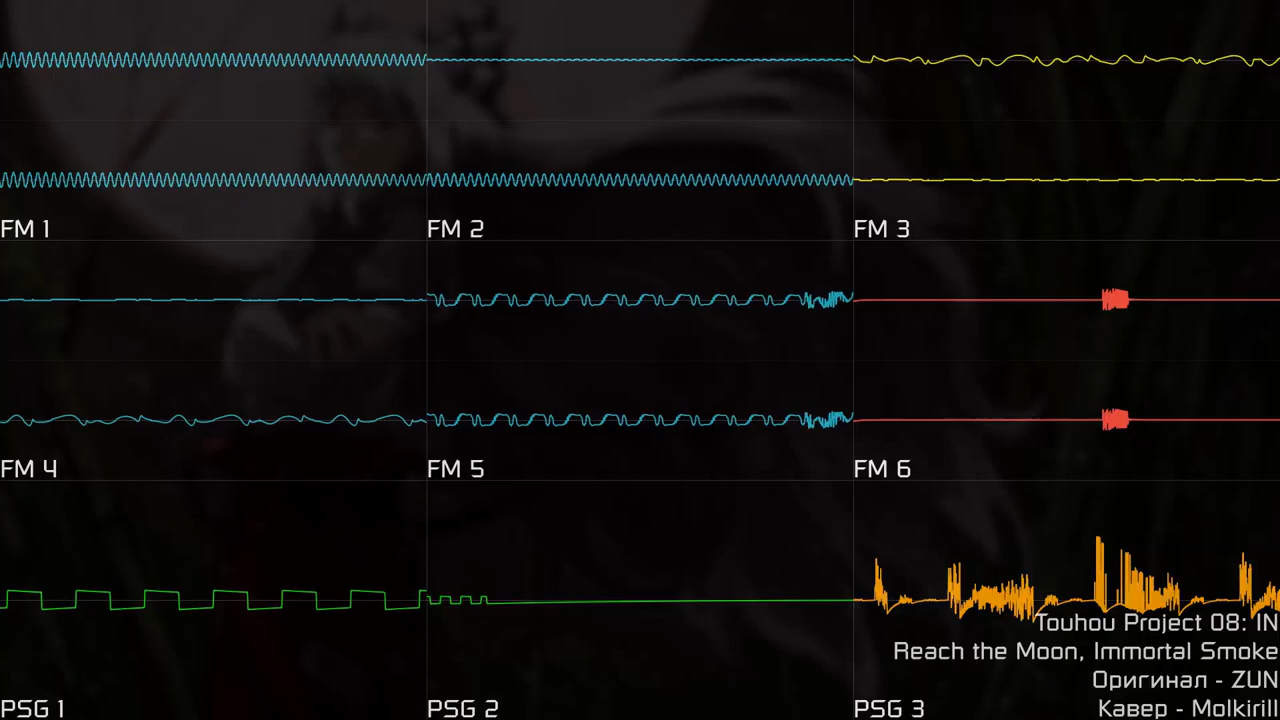 FM 1
FM 2
FM 3
FM 4
FM 5
FM 6
PSG 1
PSG 2
PSG 3
Touhou Project 08: IN
Reach the Moon, Immortal Smoke
Оригинал - ZUN
Кавер - Molkirill